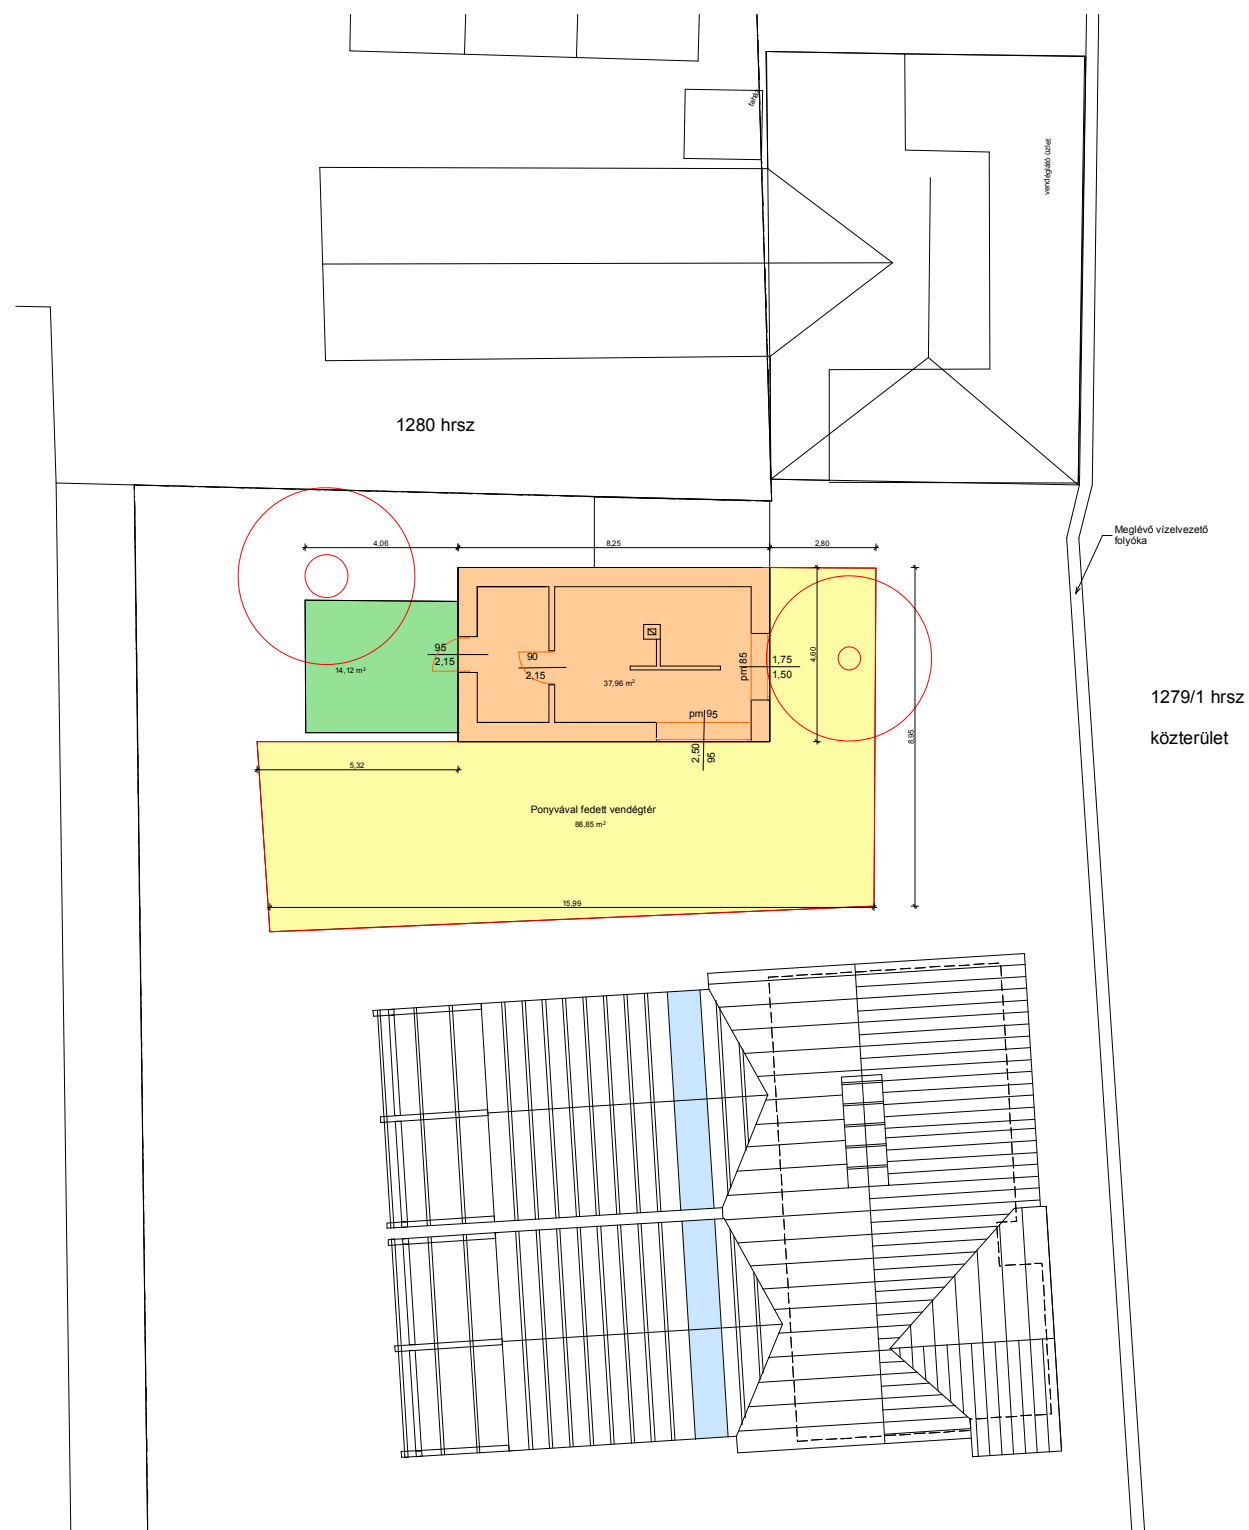 faház
vendéglátó üzlet
1280 hrsz
Meglévő vízelvezető
folyóka
4,06
8,25
2,80
95
2,15
90
2,15
14,12 m²
37,96 m²
pm 85
1,75
1,50
4,60
8,95
pm 95
2,50
95
1279/1 hrsz
közterület
5,32
Ponyvával fedett vendégtér
88,85 m²
15,99